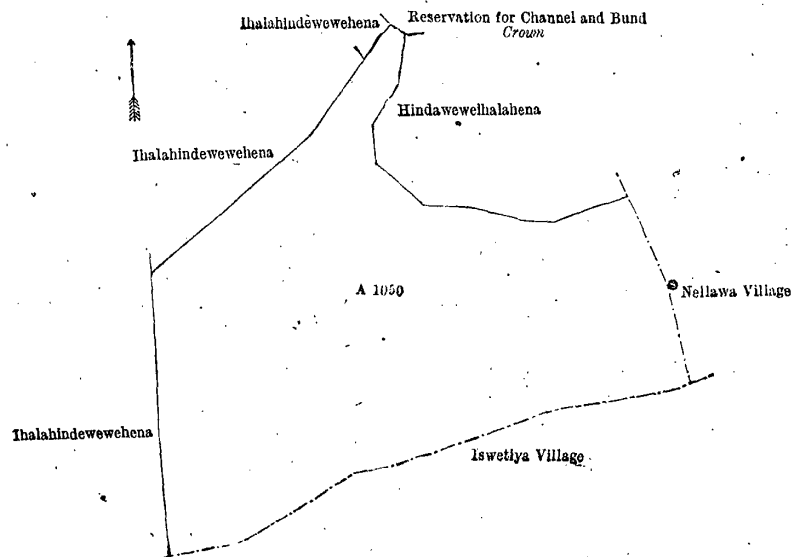 Ihalahindewewehena
Reservation for Channel and Bund
Crown
Hindawewelhalahena
Ihalahindewewehena
A 1050
Nellawa Village
Ihalahindewewehena
Iswetiya Village